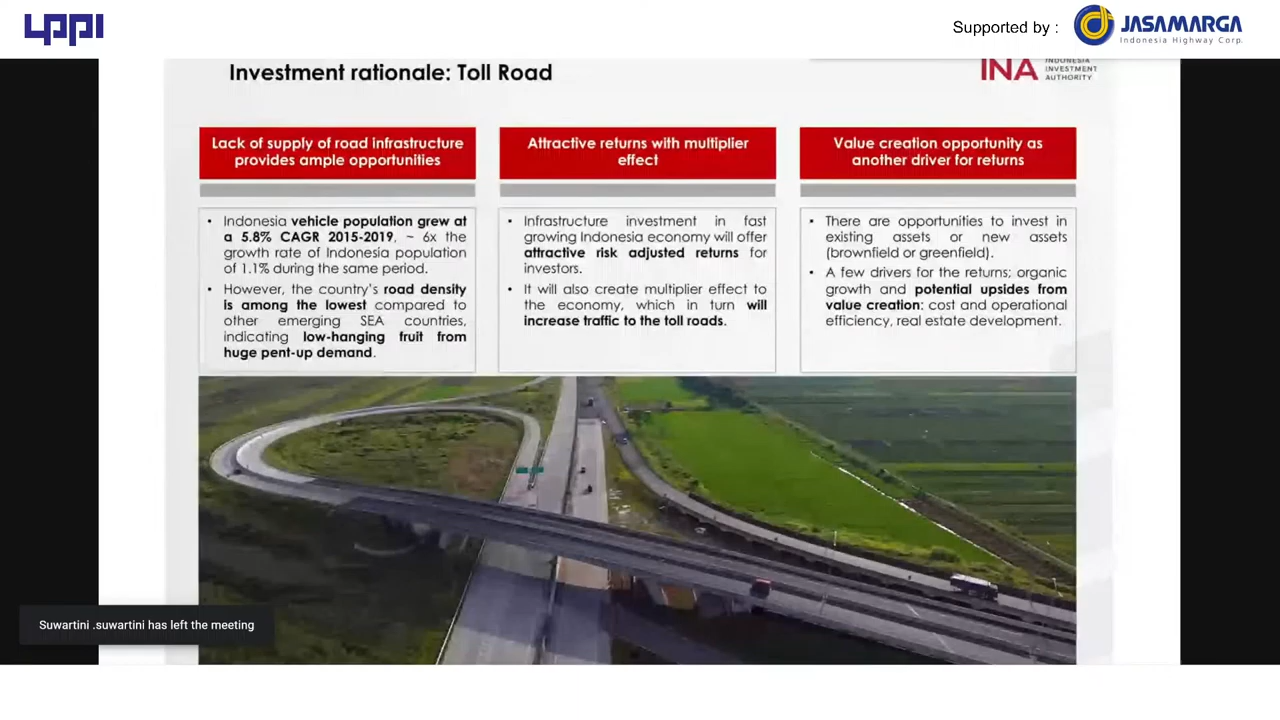 LPPI
Supported by :
JASAMARGA
Indonesia Highway Corp.
Investment rationale: Toll Road
INA
INDONESIA
INVESTMENT
AUTHORITY
Lack of supply of road infrastructure
provides ample opportunities
• Indonesia vehicle population grew at
a 5.8% CAGR 2015-2019, ~ 6x the
growth rate of Indonesia population
of 1.1% during the same period.
• However, the country's road density
is among the lowest compared to
other emerging SEA countries,
indicating low-hanging fruit from
huge pent-up demand.
Attractive returns with multiplier
effect
• Infrastructure investment in fast
growing Indonesia economy will offer
attractive risk adjusted returns for
investors.
• It will also create multiplier effect to
the economy, which in turn will
increase traffic to the toll roads.
Value creation opportunity as
another driver for returns
• There are opportunities to invest in
existing assets or new assets
(brownfield or greenfield).
• A few drivers for the returns; organic
growth and potential upsides from
value creation: cost and operational
efficiency, real estate development.
Suwartini .suwartini has left the meeting